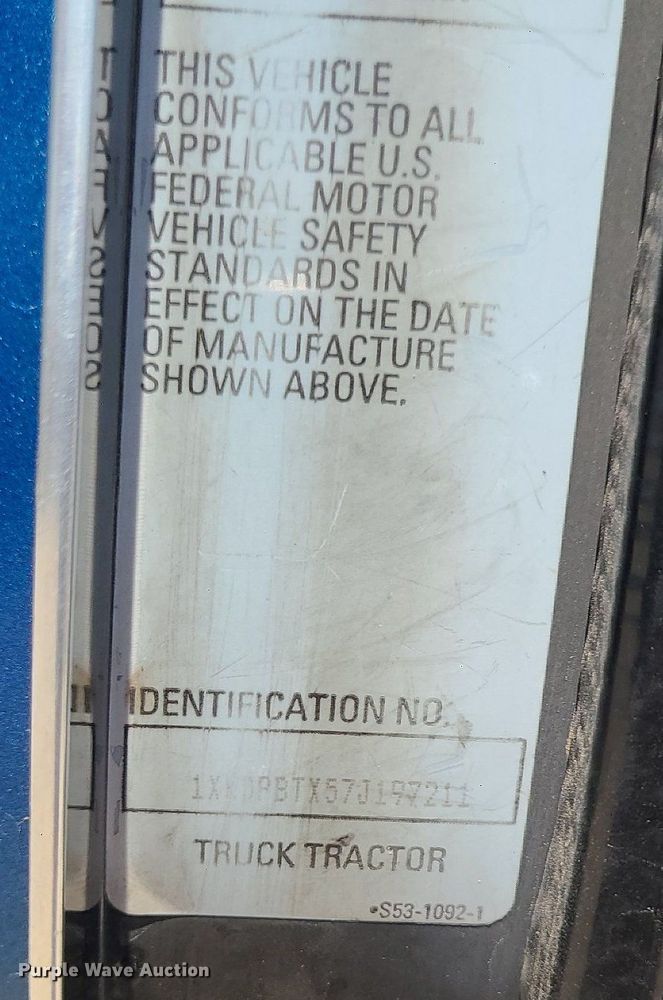 THIS VEHICLE
CONFORMS TO ALL
APPLICABLE U.S.
FEDERAL MOTOR
VEHICLE SAFETY
STANDARDS IN
EFFECT ON THE DATE
OF MANUFACTURE
SHOWN ABOVE.
IDENTIFICATION NO.
1XKDPBTX57J197211
TRUCK TRACTOR
•S53-1092-1
Purple Wave Auction